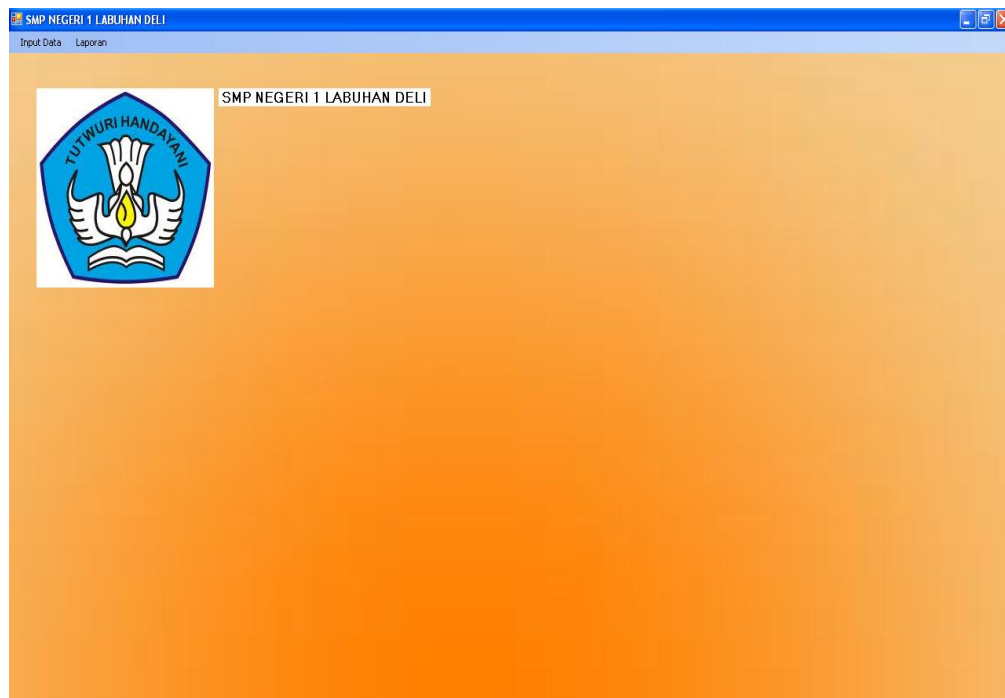 SMP NEGERI 1 LABUHAN DELI
Input Data Laporan
SMP NEGERI 1 LABUHAN DELI
TUTWURI HANDAYANI